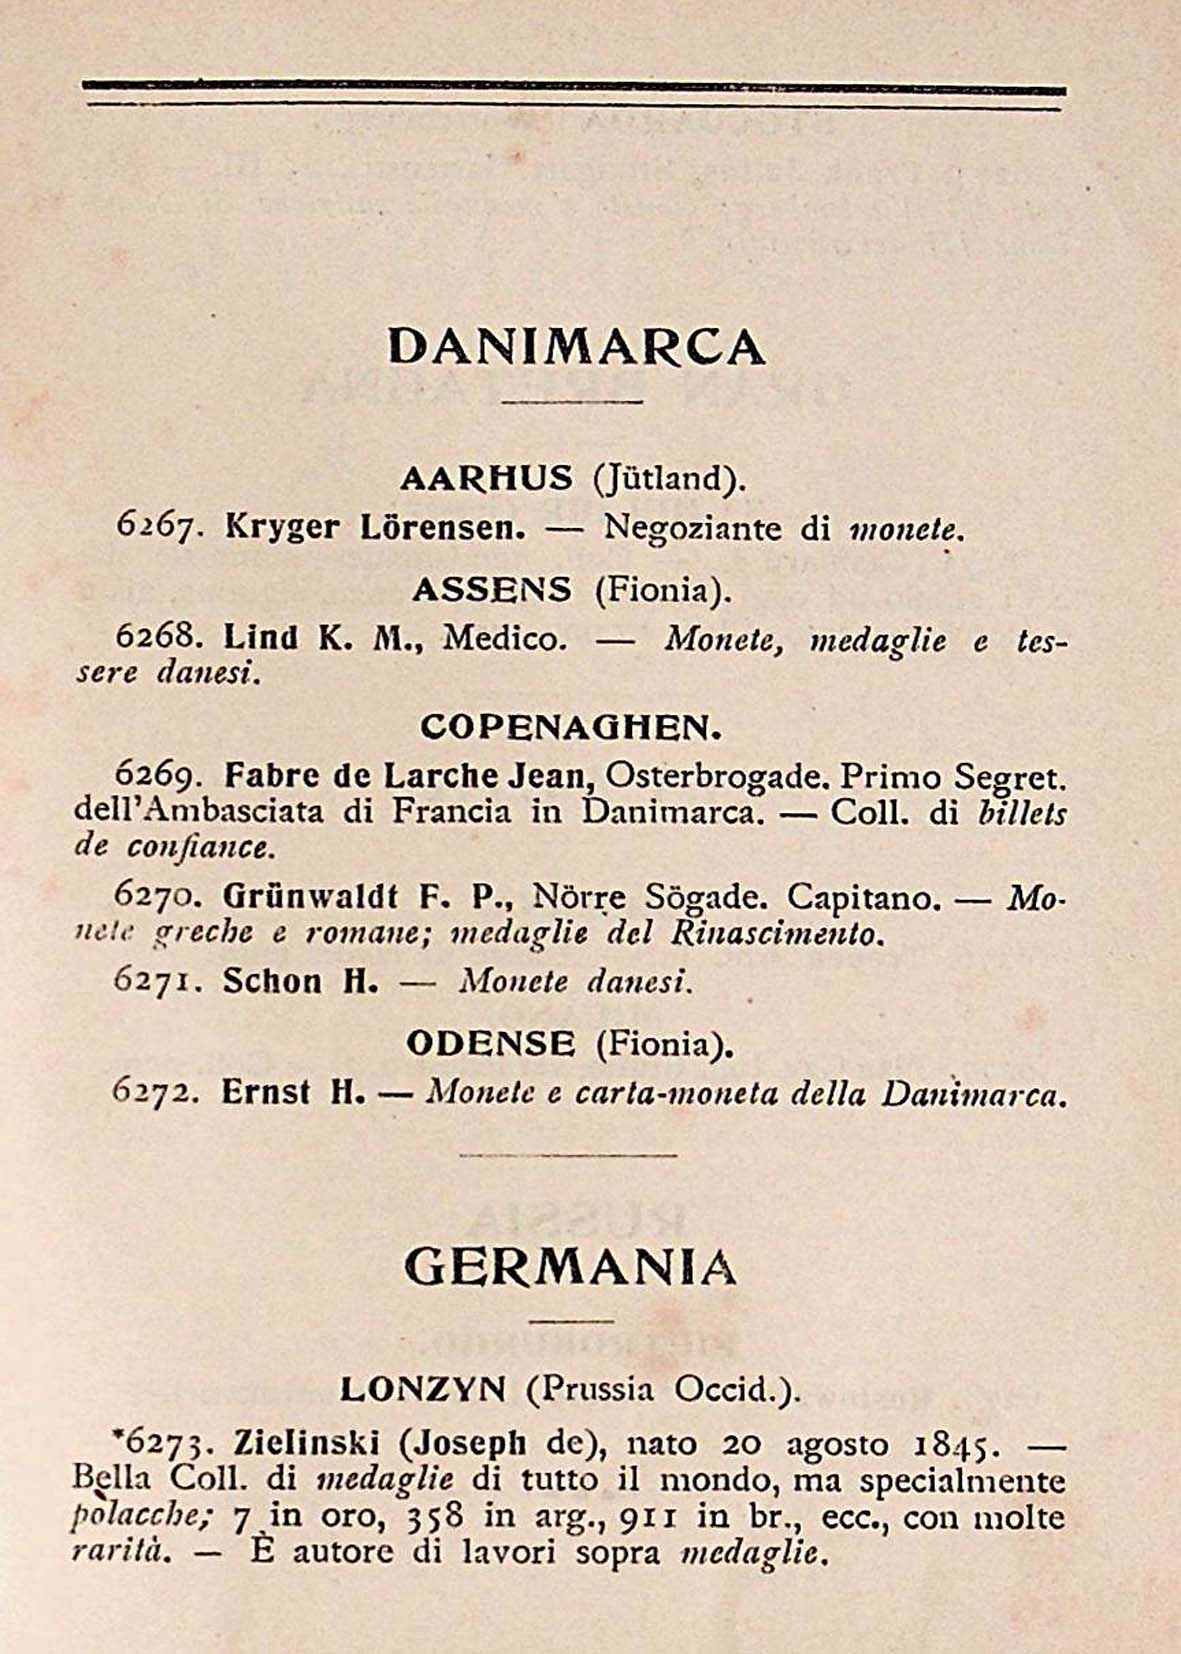 DANIMARCA
AARHUS (Jütland).
6267. Kryger Lörensen. — Negoziante di monete.
ASSENS (Fionia).
6268. Lind K. M., Medico. — Monete, medaglie e tes-
sere danesi.
COPENAGHEN.
6269. Fabre de Larche Jean, Osterbrogade. Primo Segret.
dell'Ambasciata di Francia in Danimarca. — Coll. di billets
de confiance.
6270. Grünwaldt F. P., Nörre Sögade. Capitano. — Mo-
nete greche e romane; medaglie del Rinascimento.
6271. Schon H. — Monete danesi.
ODENSE (Fionia).
6272. Ernst H. — Monete e carta-moneta della Danimarca.
GERMANIA
LONZYN (Prussia Occid.).
*6273. Zielinski (Joseph de), nato 20 agosto 1845. —
Bella Coll. di medaglie di tutto il mondo, ma specialmente
polacche; 7 in oro, 358 in arg., 911 in br., ecc., con molte
rarità. — È autore di lavori sopra medaglie.